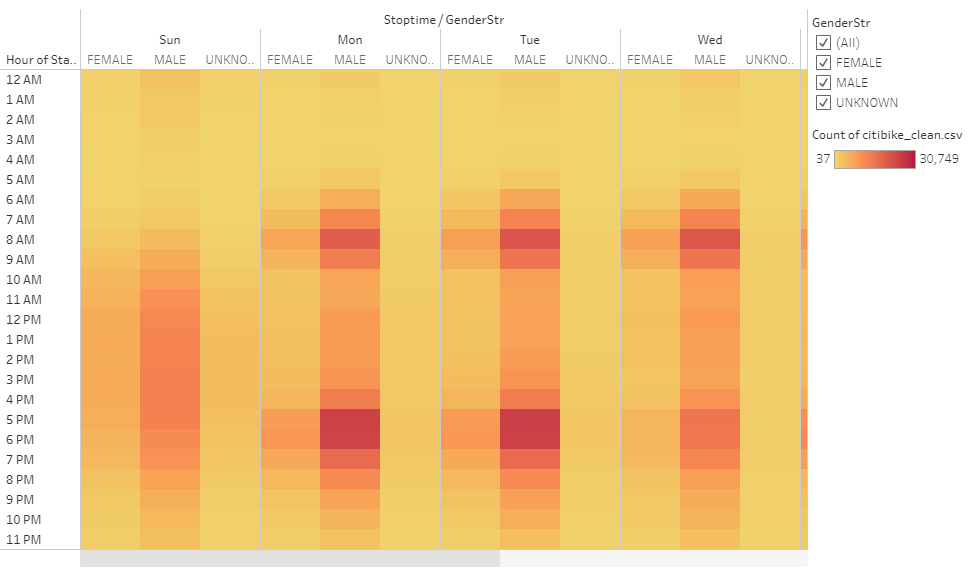 Stoptime / GenderStr
Sun Mon Tue Wed
Hour of Sta.. FEMALE MALE UNKNO.. FEMALE MALE UNKNO.. FEMALE MALE UNKNO.. FEMALE MALE UNKNO..
12 AM
1 AM
2 AM
3 AM
4 AM
5 AM
6 AM
7 AM
8 AM
9 AM
10 AM
11 AM
12 PM
1 PM
2 PM
3 PM
4 PM
5 PM
6 PM
7 PM
8 PM
9 PM
10 PM
11 PM
GenderStr
(All)
FEMALE
MALE
UNKNOWN
Count of citibike_clean.csv
37 30,749